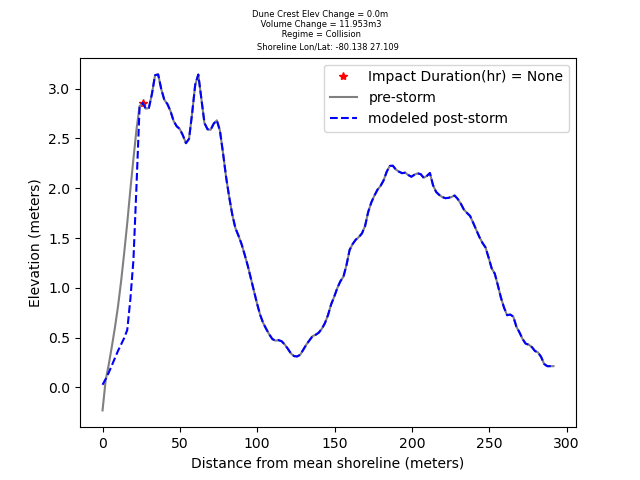 Dune Crest Elev Change = 0.0m
Volume Change = 11.953m3
Regime = Collision
Shoreline Lon/Lat: -80.138 27.109
Impact Duration(hr) = None
pre-storm
modeled post-storm
Elevation (meters)
3.0
2.5
2.0
1.5
1.0
0.5
0.0
0 50 100 150 200 250 300
Distance from mean shoreline (meters)